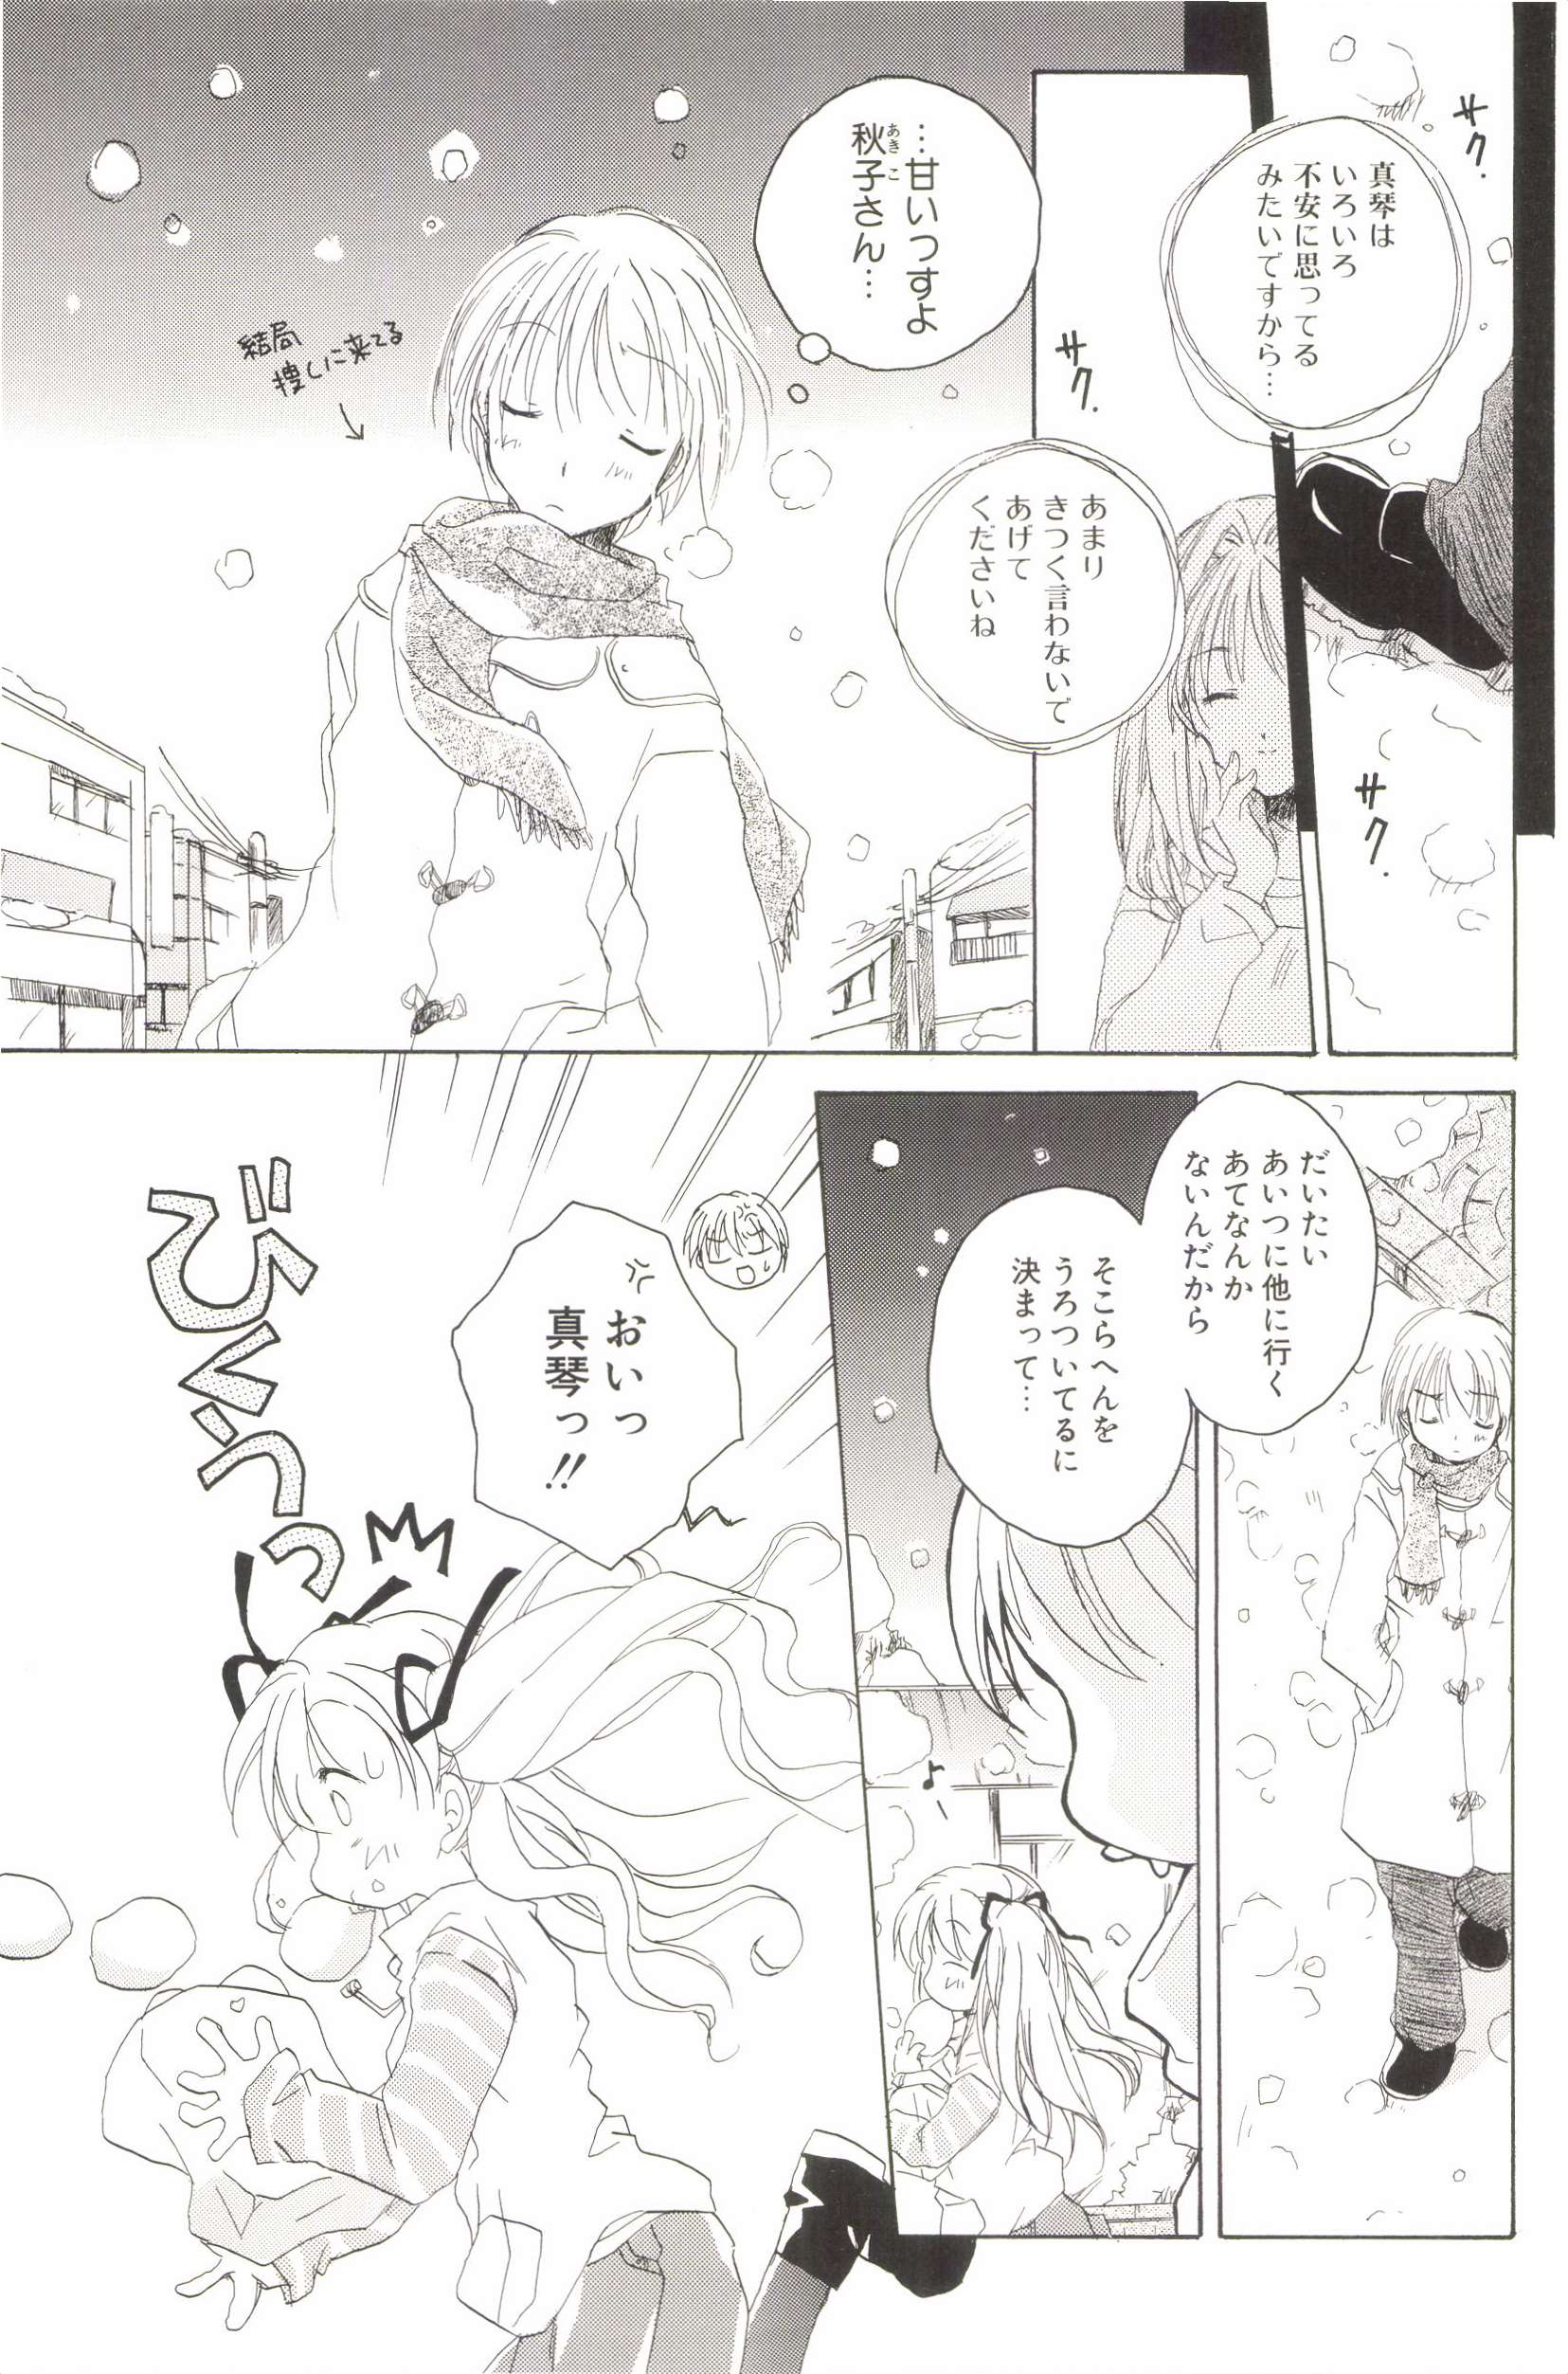 サク。
真琴は
いろいろ
不安に思ってる
みたいですから…
サク.
サク.
あまり
きつく言わないで
あげて
くださいね
…甘いっすよ
秋子さん…
あきこ
結局
捜しに来てる
だいたい
あいつに他に行く
あてなんか
ないんだから
そこらへんを
うろついてるに
決まって…
♪
おいっ
真琴っ!!
びくうっっ